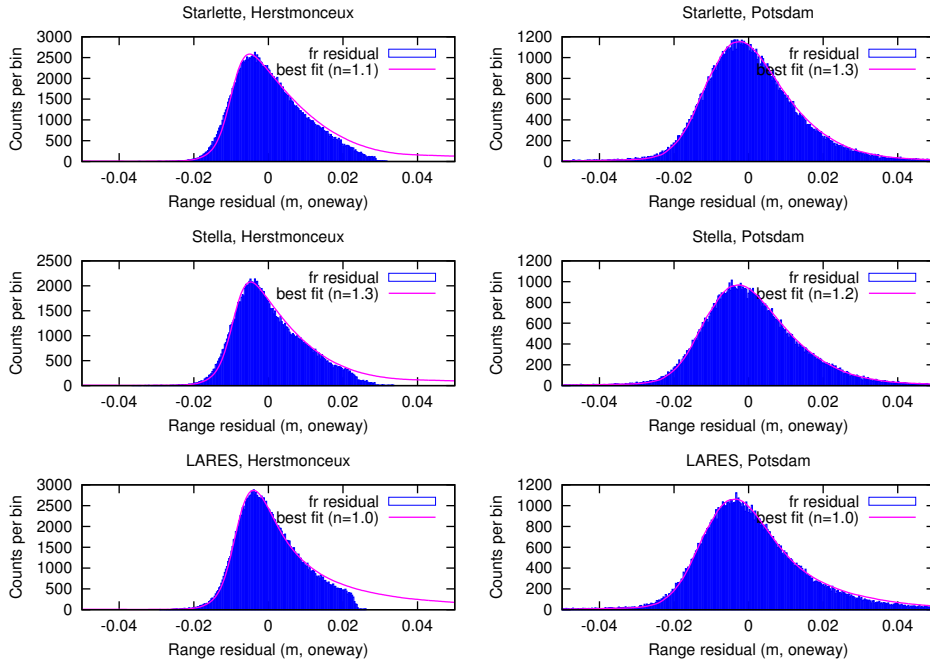 Starlette, Herstmonceux
Counts per bin
3000
2500
2000
1500
1000
500
0
fr residual
best fit (n=1.1)
-0.04 -0.02 0 0.02 0.04
Range residual (m, oneway)
Starlette, Potsdam
Counts per bin
1200
1000
800
600
400
200
0
fr residual
best fit (n=1.3)
-0.04 -0.02 0 0.02 0.04
Range residual (m, oneway)
Stella, Herstmonceux
Counts per bin
2500
2000
1500
1000
500
0
fr residual
best fit (n=1.3)
-0.04 -0.02 0 0.02 0.04
Range residual (m, oneway)
Stella, Potsdam
Counts per bin
1200
1000
800
600
400
200
0
fr residual
best fit (n=1.2)
-0.04 -0.02 0 0.02 0.04
Range residual (m, oneway)
LARES, Herstmonceux
Counts per bin
3000
2500
2000
1500
1000
500
0
fr residual
best fit (n=1.0)
-0.04 -0.02 0 0.02 0.04
Range residual (m, oneway)
LARES, Potsdam
Counts per bin
1200
1000
800
600
400
200
0
fr residual
best fit (n=1.0)
-0.04 -0.02 0 0.02 0.04
Range residual (m, oneway)